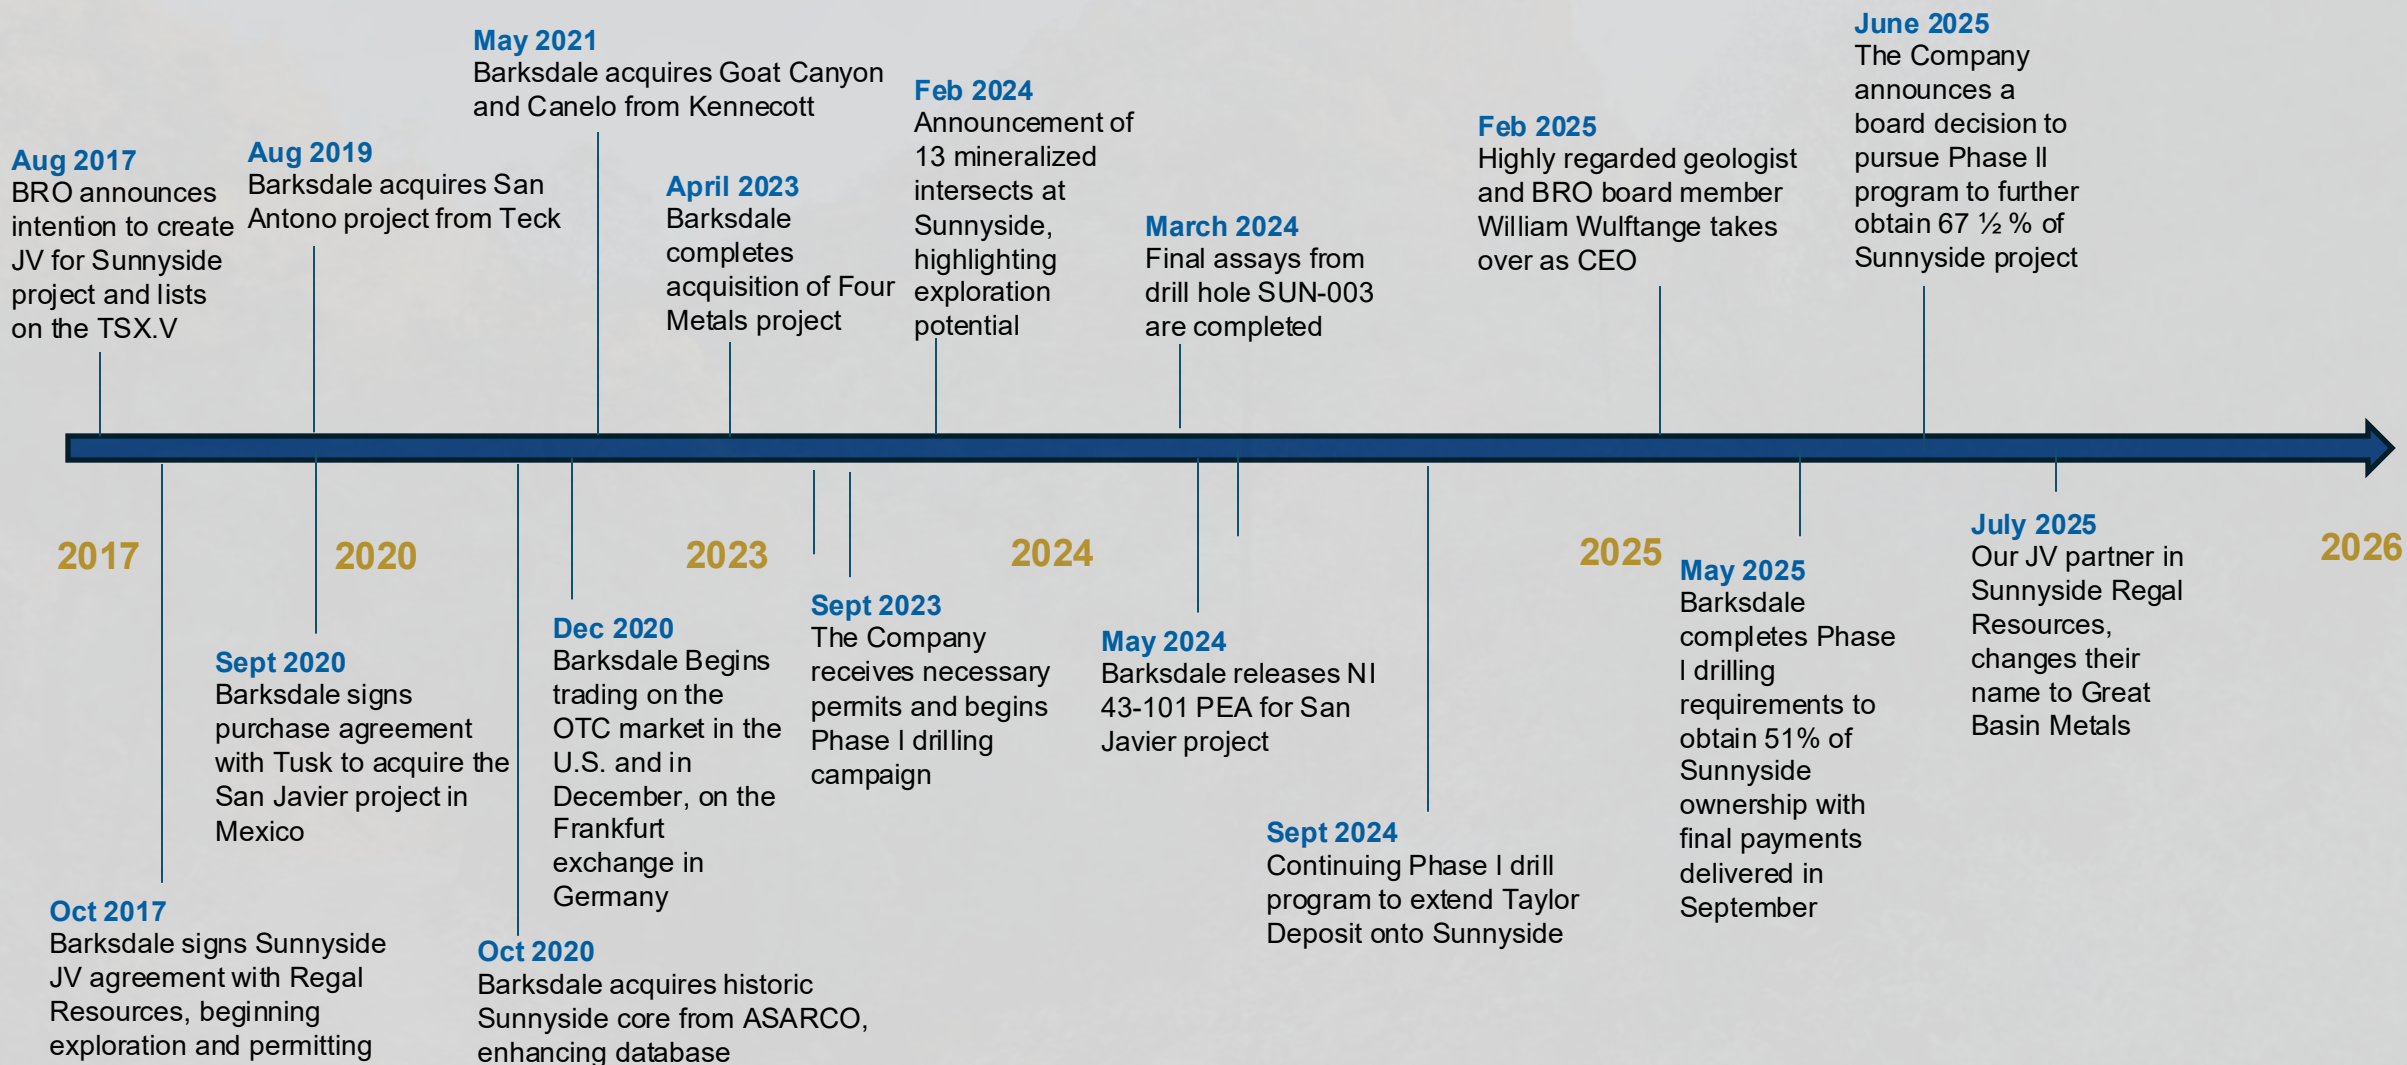 Aug 2017
BRO announces
intention to create
JV for Sunnyside
project and lists
on the TSX.V
Aug 2019
Barksdale acquires San
Antono project from Teck
May 2021
Barksdale acquires Goat Canyon
and Canelo from Kennecott
April 2023
Barksdale
completes
acquisition of Four
Metals project
Feb 2024
Announcement of
13 mineralized
intersects at
Sunnyside,
highlighting
exploration
potential
March 2024
Final assays from
drill hole SUN-003
are completed
Feb 2025
Highly regarded geologist
and BRO board member
William Wulftange takes
over as CEO
June 2025
The Company
announces a
board decision to
pursue Phase II
program to further
obtain 67 ½ % of
Sunnyside project
2017
2020
2023
2024
2025
2026
Oct 2017
Barksdale signs Sunnyside
JV agreement with Regal
Resources, beginning
exploration and permitting
Sept 2020
Barksdale signs
purchase agreement
with Tusk to acquire the
San Javier project in
Mexico
Oct 2020
Barksdale acquires historic
Sunnyside core from ASARCO,
enhancing database
Dec 2020
Barksdale Begins
trading on the
OTC market in the
U.S. and in
December, on the
Frankfurt
exchange in
Germany
Sept 2023
The Company
receives necessary
permits and begins
Phase I drilling
campaign
May 2024
Barksdale releases NI
43-101 PEA for San
Javier project
Sept 2024
Continuing Phase I drill
program to extend Taylor
Deposit onto Sunnyside
May 2025
Barksdale
completes Phase
I drilling
requirements to
obtain 51% of
Sunnyside
ownership with
final payments
delivered in
September
July 2025
Our JV partner in
Sunnyside Regal
Resources,
changes their
name to Great
Basin Metals